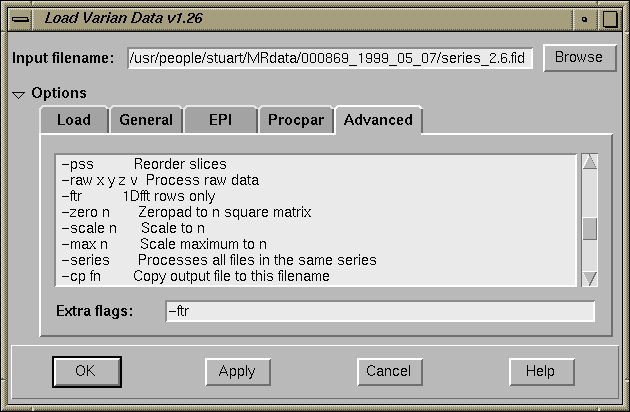 Load Varian Data v1.26
Input filename: /usr/people/stuart/MRdata/000869_1999_05_07/series_2.6.fid Browse
Options
Load General EPI Procpar Advanced
-pss Reorder slices
-raw x y z v Process raw data
-ftr 1Dfft rows only
-zero n Zeropad to n square matrix
-scale n Scale to n
-max n Scale maximum to n
-series Processes all files in the same series
-cp fn Copy output file to this filename
Extra flags: -ftr
OK Apply Cancel Help